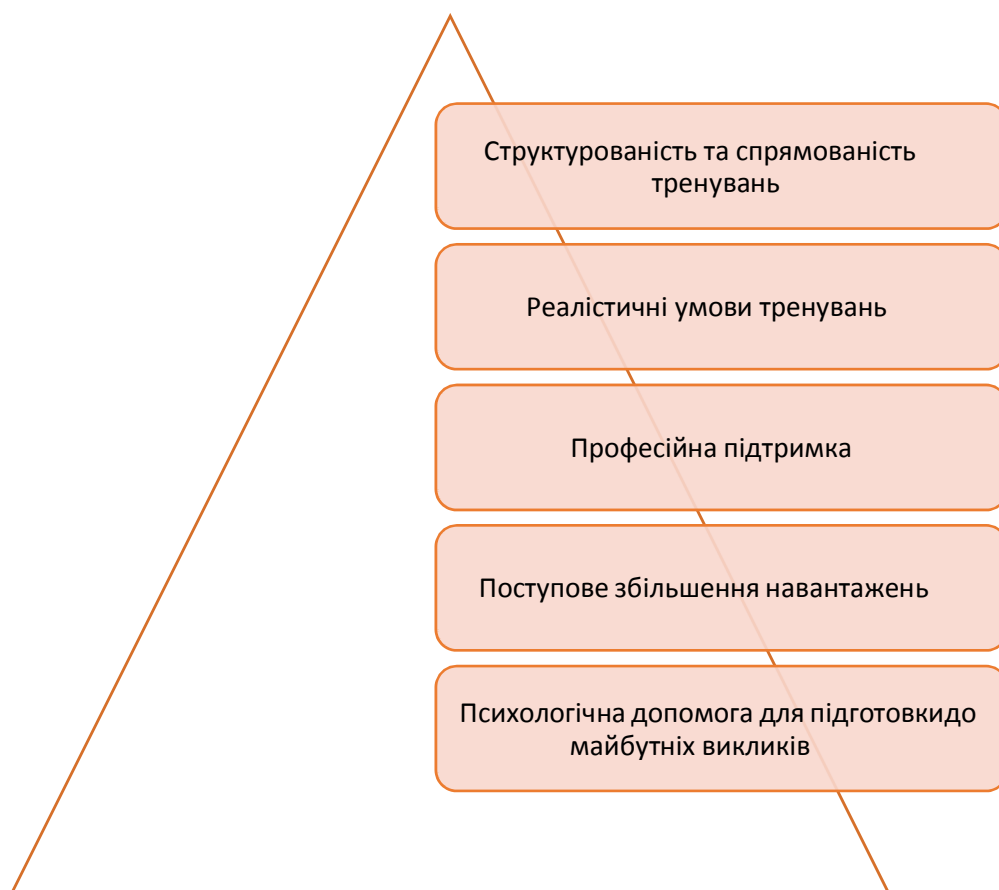 Структурованість та спрямованість
тренувань
Реалістичні умови тренувань
Професійна підтримка
Поступове збільшення навантажень
Психологічна допомога для підготовкидо
майбутніх викликів